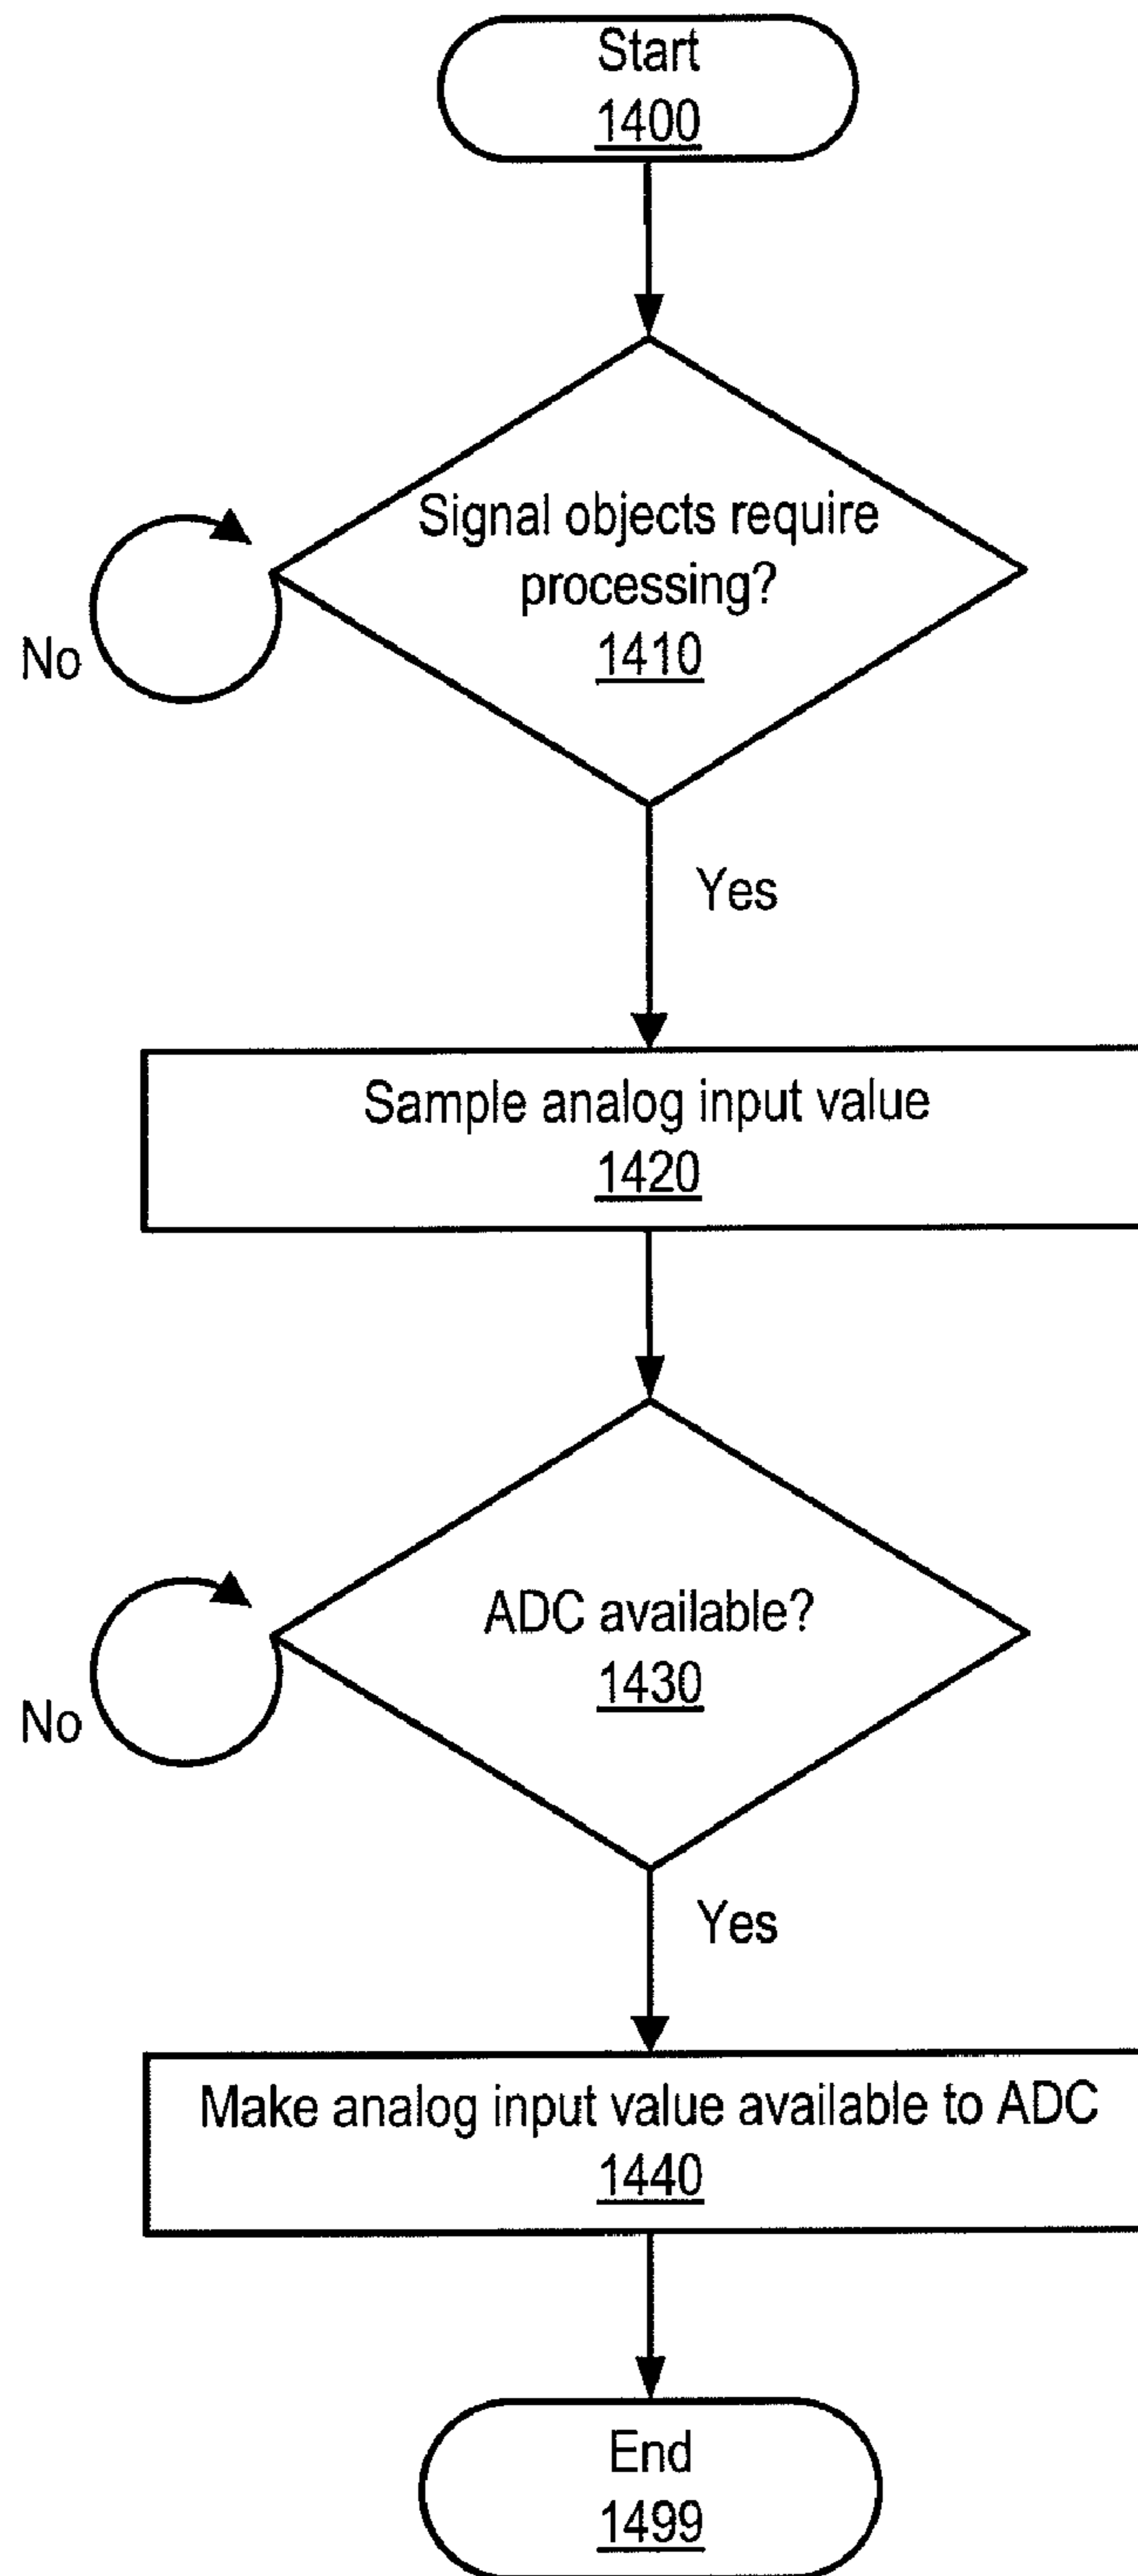 Start
1400
Signal objects require
processing?
1410
No
Yes
Sample analog input value
1420
ADC available?
1430
No
Yes
Make analog input value available to ADC
1440
End
1499